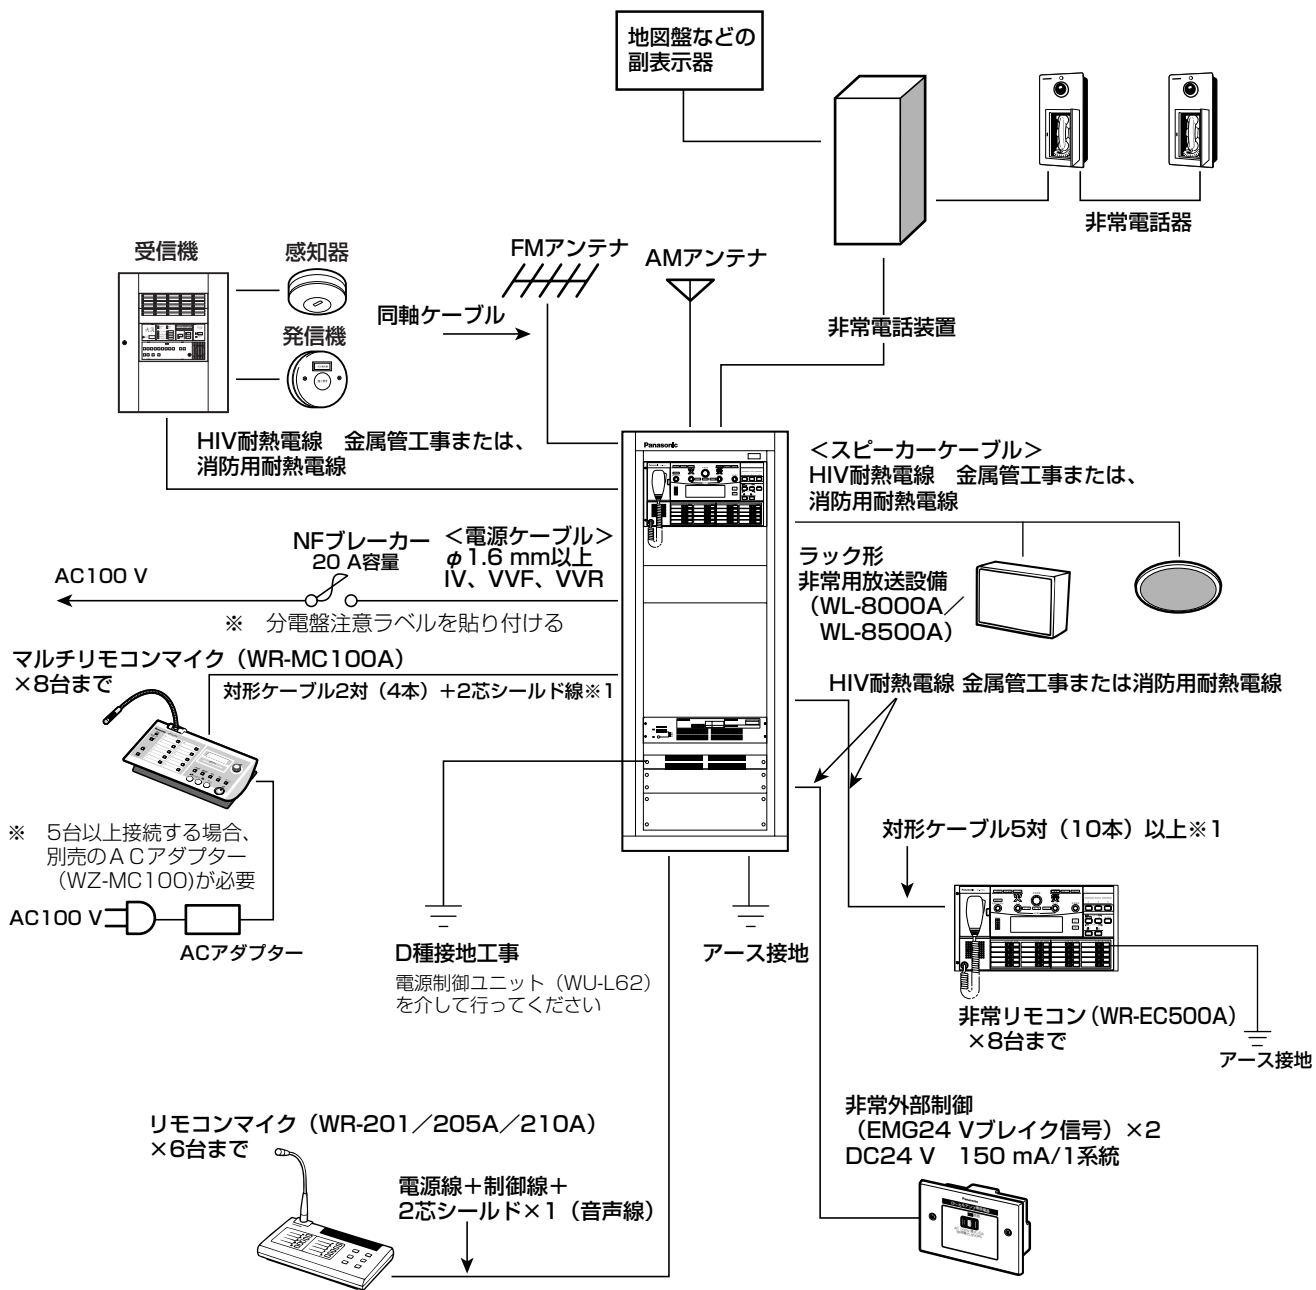 地図盤などの
副表示器
非常電話器
受信機
感知器
発信機
FMアンテナ
AMアンテナ
同軸ケーブル
非常電話装置
HIV耐熱電線　金属管工事または、
消防用耐熱電線
Panasonic
＜スピーカーケーブル＞
HIV耐熱電線　金属管工事または、
消防用耐熱電線
NFブレーカー
20 A容量
＜電源ケーブル＞
φ1.6 mm以上
IV、VVF、VVR
AC100 V
※　分電盤注意ラベルを貼り付ける
ラック形
非常用放送設備
（WL-8000A／
WL-8500A）
マルチリモコンマイク（WR-MC100A）
×8台まで
対形ケーブル2対（4本）＋2芯シールド線※1
HIV耐熱電線 金属管工事または消防用耐熱電線
※　5台以上接続する場合、
別売のACアダプター
（WZ-MC100)が必要
AC100 V
ACアダプター
対形ケーブル5対（10本）以上※1
D種接地工事
電源制御ユニット（WU-L62）
を介して行ってください
アース接地
非常リモコン（WR-EC500A）
×8台まで
アース接地
リモコンマイク（WR-201／205A／210A）
×6台まで
電源線＋制御線＋
2芯シールド×1（音声線）
非常外部制御
（EMG24 Vブレイク信号）×2
DC24 V　150 mA/1系統
Panasonic